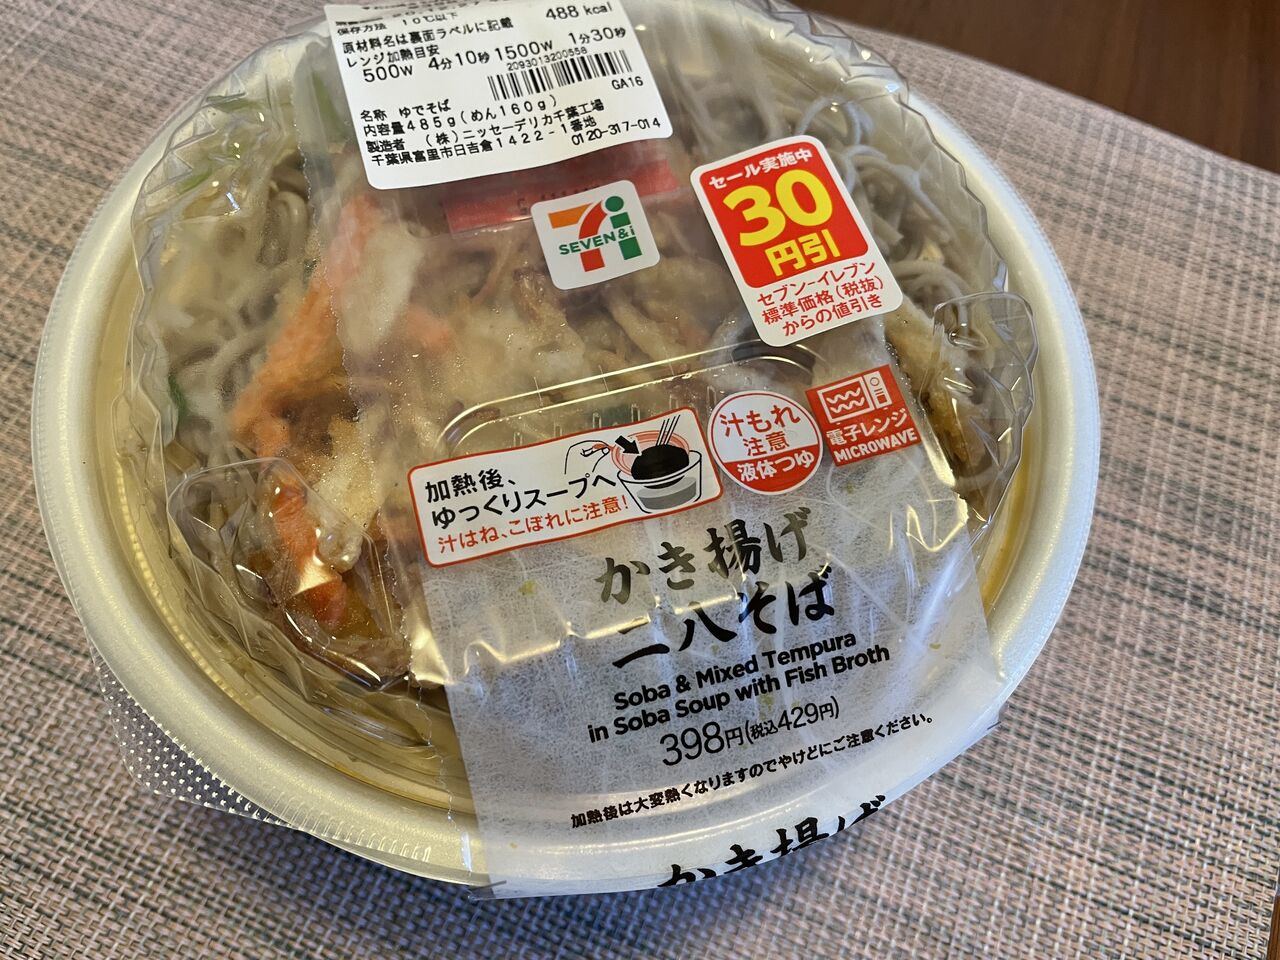 保存方法 10℃以下
488 kcal
原材料名は裏面ラベルに記載
レンジ加熱目安
500W 4分10秒 1500W 1分30秒
2093013200558
GA16
名称 ゆでそば
内容量485g(めん160g)
製造者 (株)ニッセーデリカ千葉工場
千葉県富里市日吉倉1422-1番地
0120-317-014
7i
SEVEN&i
セール実施中
30
円引
セブン-イレブン
標準価格(税抜)
からの値引き
加熱後、
ゆっくりスープへ
汁はね、こぼれに注意!
汁もれ
注意
液体つゆ
電子レンジ
MICROWAVE
かき揚げ
二八そば
Soba & Mixed Tempura
in Soba Soup with Fish Broth
398円(税込429円)
加熱後は大変熱くなりますのでやけどにご注意ください。
かき揚げ